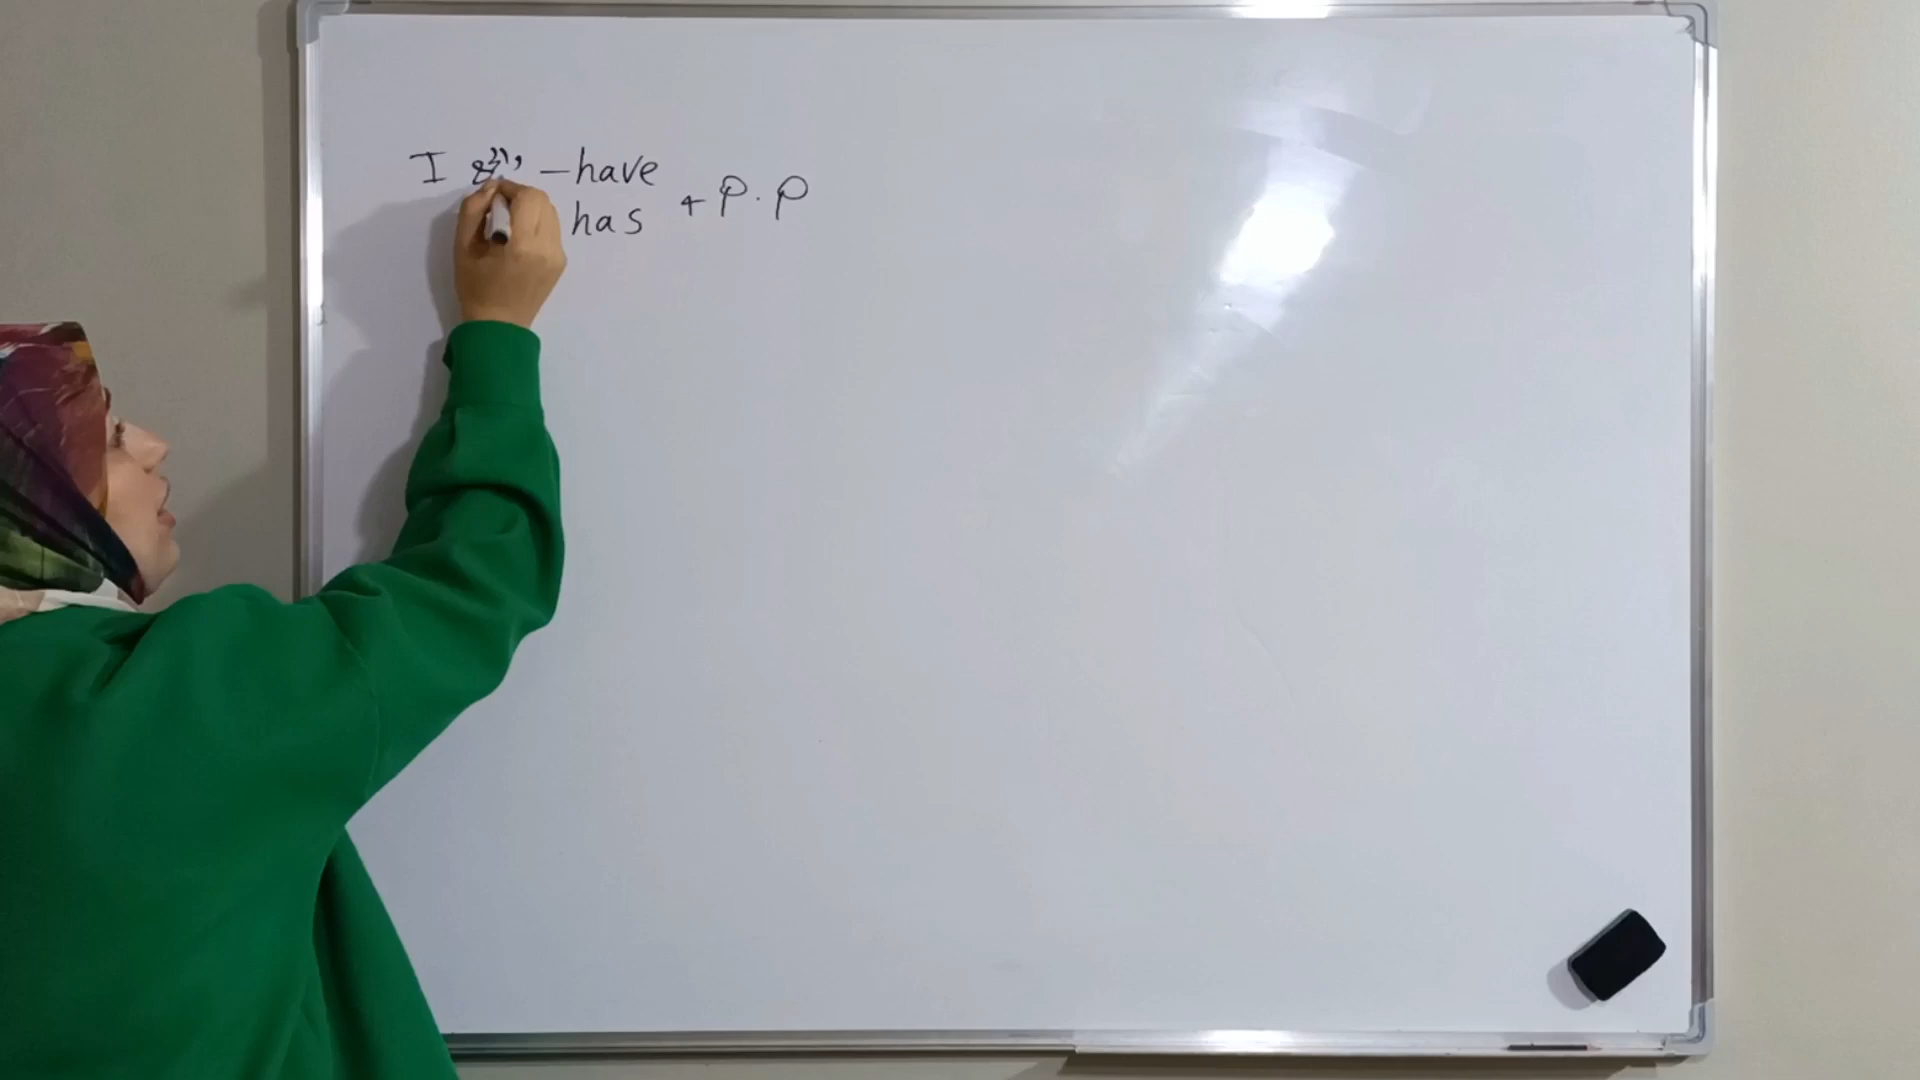 I – have
has + P.P